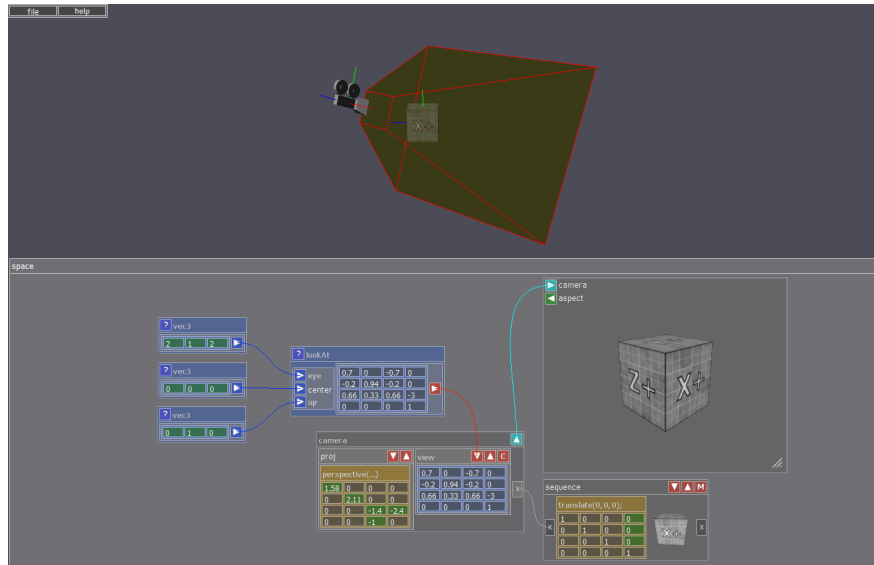 file help
space
camera
aspect
? vec3
2 1 2
? vec3
0 0 0
? vec3
0 1 0
? lookAt
eye
center
up
0.7 0 -0.7 0
-0.2 0.94 -0.2 0
0.66 0.33 0.66 -3
0 0 0 1
camera
proj
perspective(...)
1.58 0 0 0
0 2.11 0 0
0 0 -1.4 -2.4
0 0 -1 0
view C
0.7 0 -0.7 0
-0.2 0.94 -0.2 0
0.66 0.33 0.66 -3
0 0 0 1
x
Z+ X+
sequence M
translate(0, 0, 0);
x
1 0 0 0
0 1 0 0
0 0 1 0
0 0 0 1
X+
x
X+